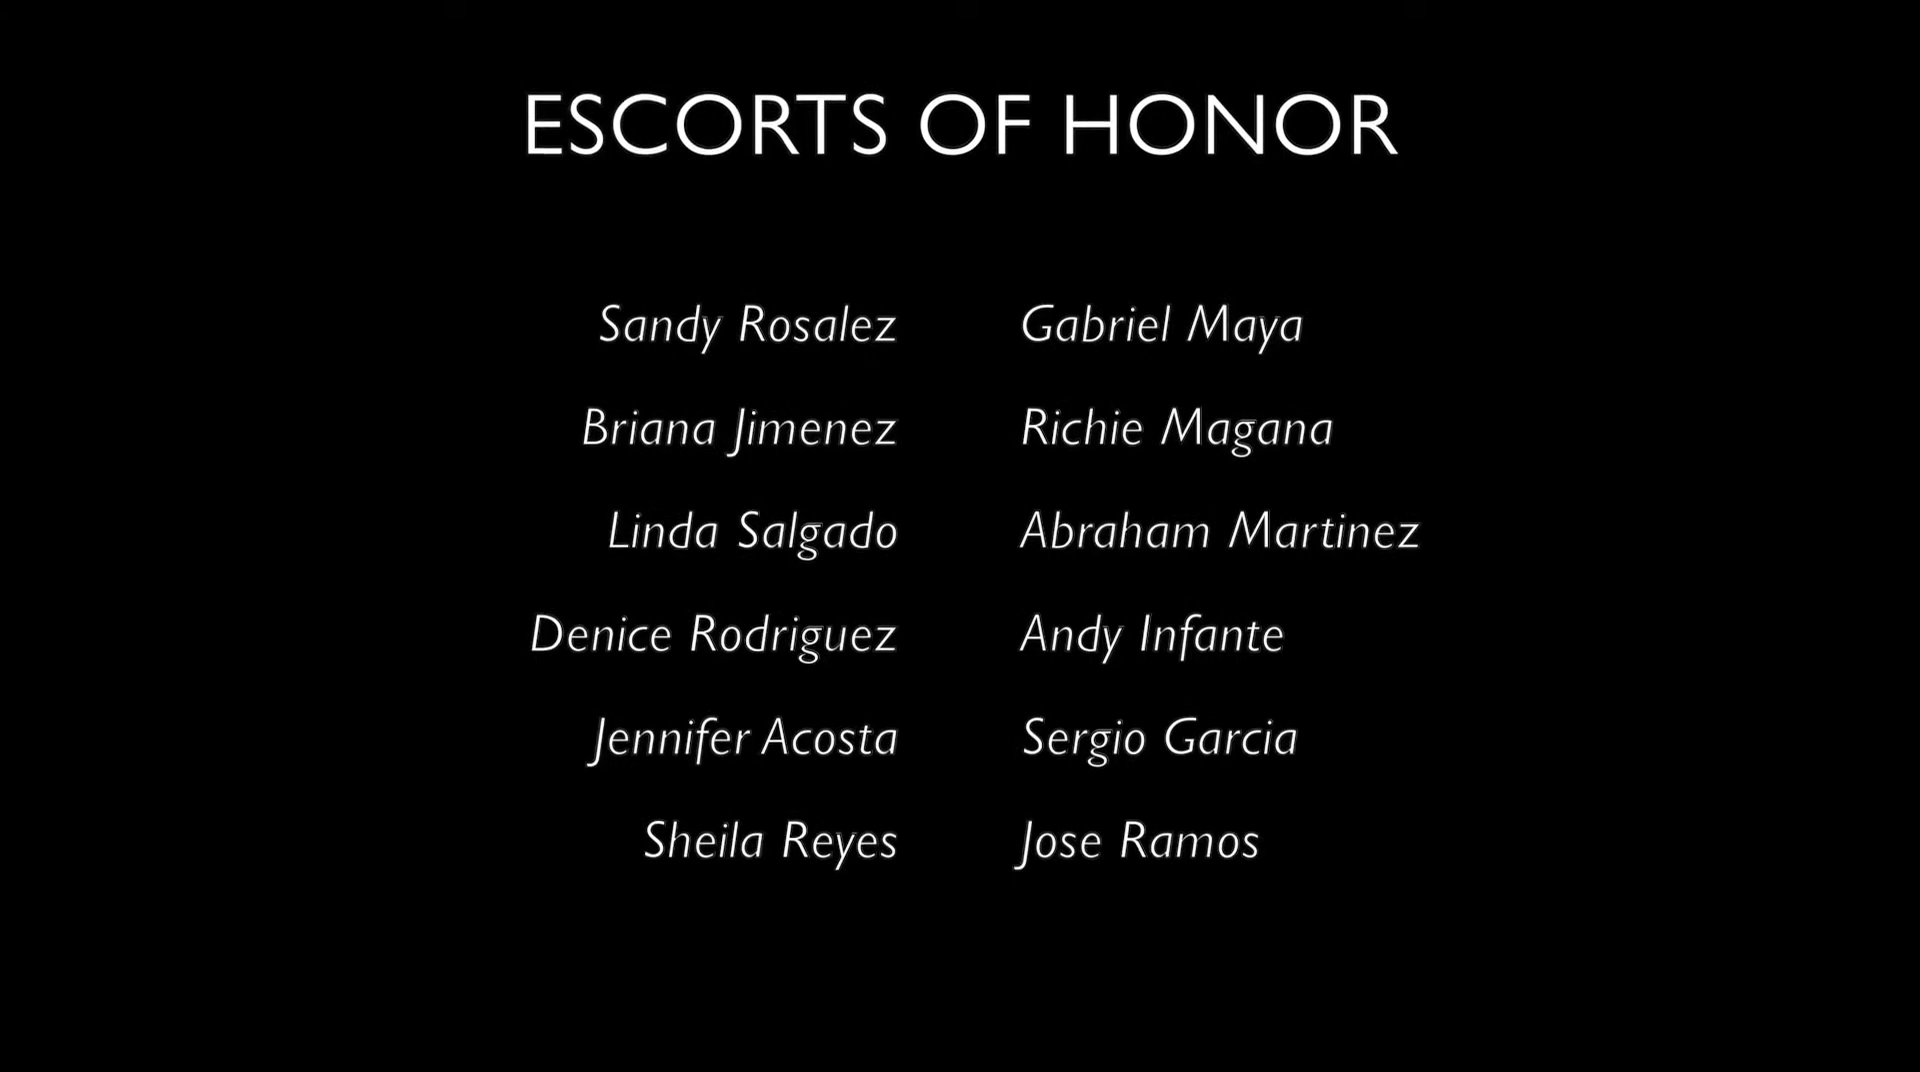 ESCORTS OF HONOR
Sandy Rosalez Gabriel Maya
Briana Jimenez Richie Magana
Linda Salgado Abraham Martinez
Denice Rodriguez Andy Infante
Jennifer Acosta Sergio Garcia
Sheila Reyes Jose Ramos